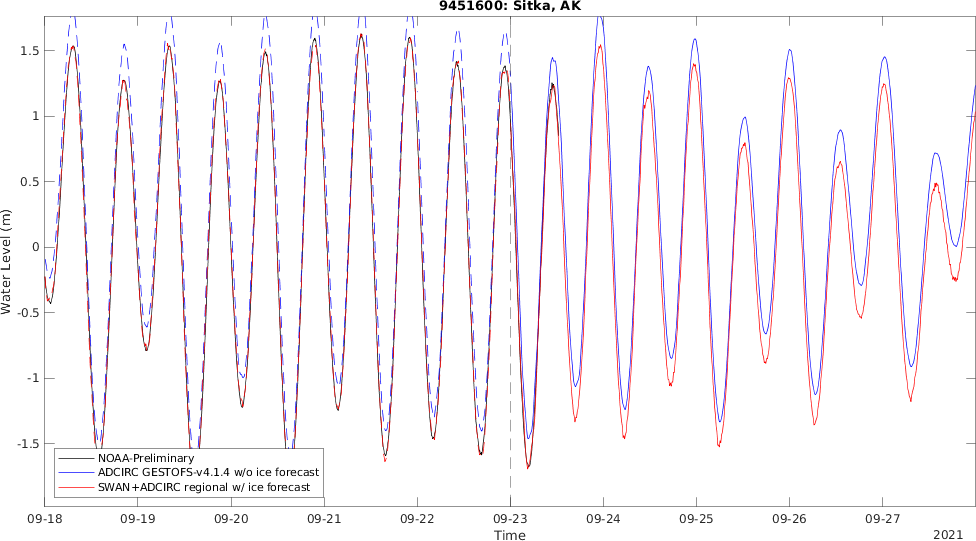 9451600: Sitka, AK
1.5
1
0.5
0
-0.5
-1
-1.5
Water Level (m)
NOAA-Preliminary
ADCIRC GESTOFS-v4.1.4 w/o ice forecast
SWAN+ADCIRC regional w/ ice forecast
09-18 09-19 09-20 09-21 09-22 09-23 09-24 09-25 09-26 09-27
Time
2021